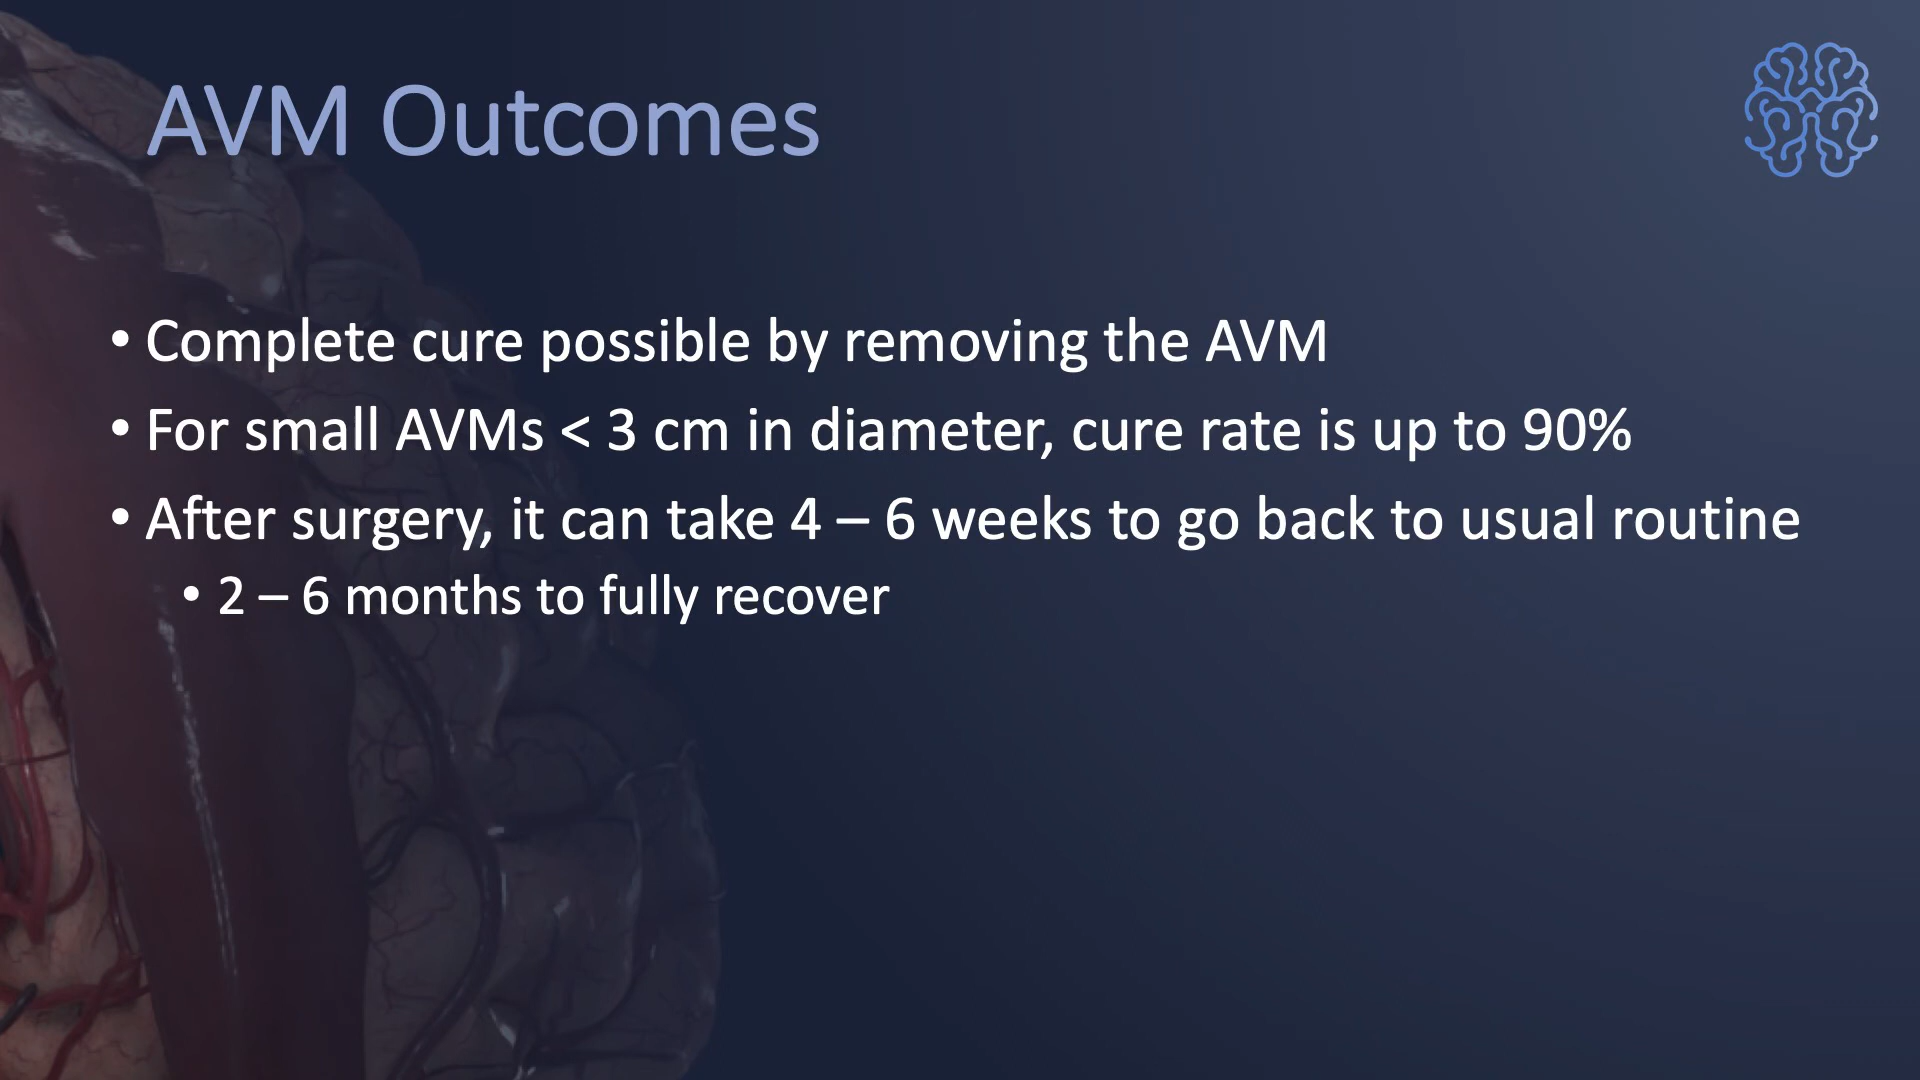 AVM Outcomes
• Complete cure possible by removing the AVM
• For small AVMs < 3 cm in diameter, cure rate is up to 90%
• After surgery, it can take 4 – 6 weeks to go back to usual routine
• 2 – 6 months to fully recover